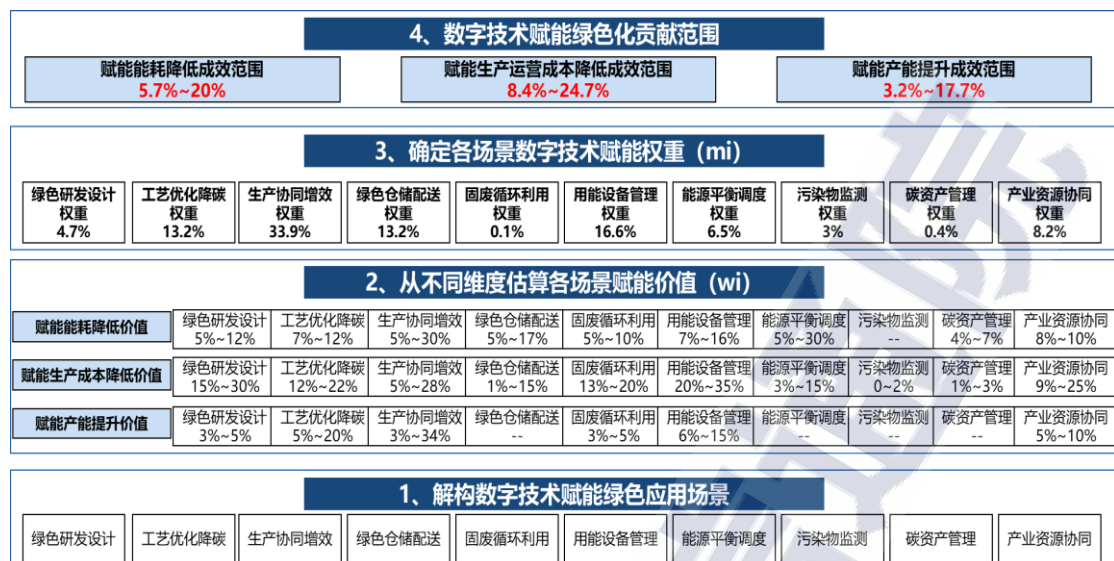 4、数字技术赋能绿色化贡献范围
赋能能耗降低成效范围
5.7%~20%
赋能生产运营成本降低成效范围
8.4%~24.7%
赋能产能提升成效范围
3.2%~17.7%
3、确定各场景数字技术赋能权重（mi）
绿色研发设计
权重
4.7%
工艺优化降碳
权重
13.2%
生产协同增效
权重
33.9%
绿色仓储配送
权重
13.2%
固废循环利用
权重
0.1%
用能设备管理
权重
16.6%
能源平衡调度
权重
6.5%
污染物监测
权重
3%
碳资产管理
权重
0.4%
产业资源协同
权重
8.2%
2、从不同维度估算各场景赋能价值（wi）
赋能能耗降低价值
绿色研发设计
5%~12%
工艺优化降碳
7%~12%
生产协同增效
5%~30%
绿色仓储配送
5%~17%
固废循环利用
5%~10%
用能设备管理
7%~16%
能源平衡调度
5%~30%
污染物监测
--
碳资产管理
4%~7%
产业资源协同
8%~10%
赋能生产成本降低价值
绿色研发设计
15%~30%
工艺优化降碳
12%~22%
生产协同增效
5%~28%
绿色仓储配送
1%~15%
固废循环利用
13%~20%
用能设备管理
20%~35%
能源平衡调度
3%~15%
污染物监测
0~2%
碳资产管理
1%~3%
产业资源协同
9%~25%
赋能产能提升价值
绿色研发设计
3%~5%
工艺优化降碳
5%~20%
生产协同增效
3%~34%
绿色仓储配送
--
固废循环利用
3%~5%
用能设备管理
6%~15%
能源平衡调度
--
污染物监测
--
碳资产管理
--
产业资源协同
5%~10%
1、解构数字技术赋能绿色应用场景
绿色研发设计
工艺优化降碳
生产协同增效
绿色仓储配送
固废循环利用
用能设备管理
能源平衡调度
污染物监测
碳资产管理
产业资源协同